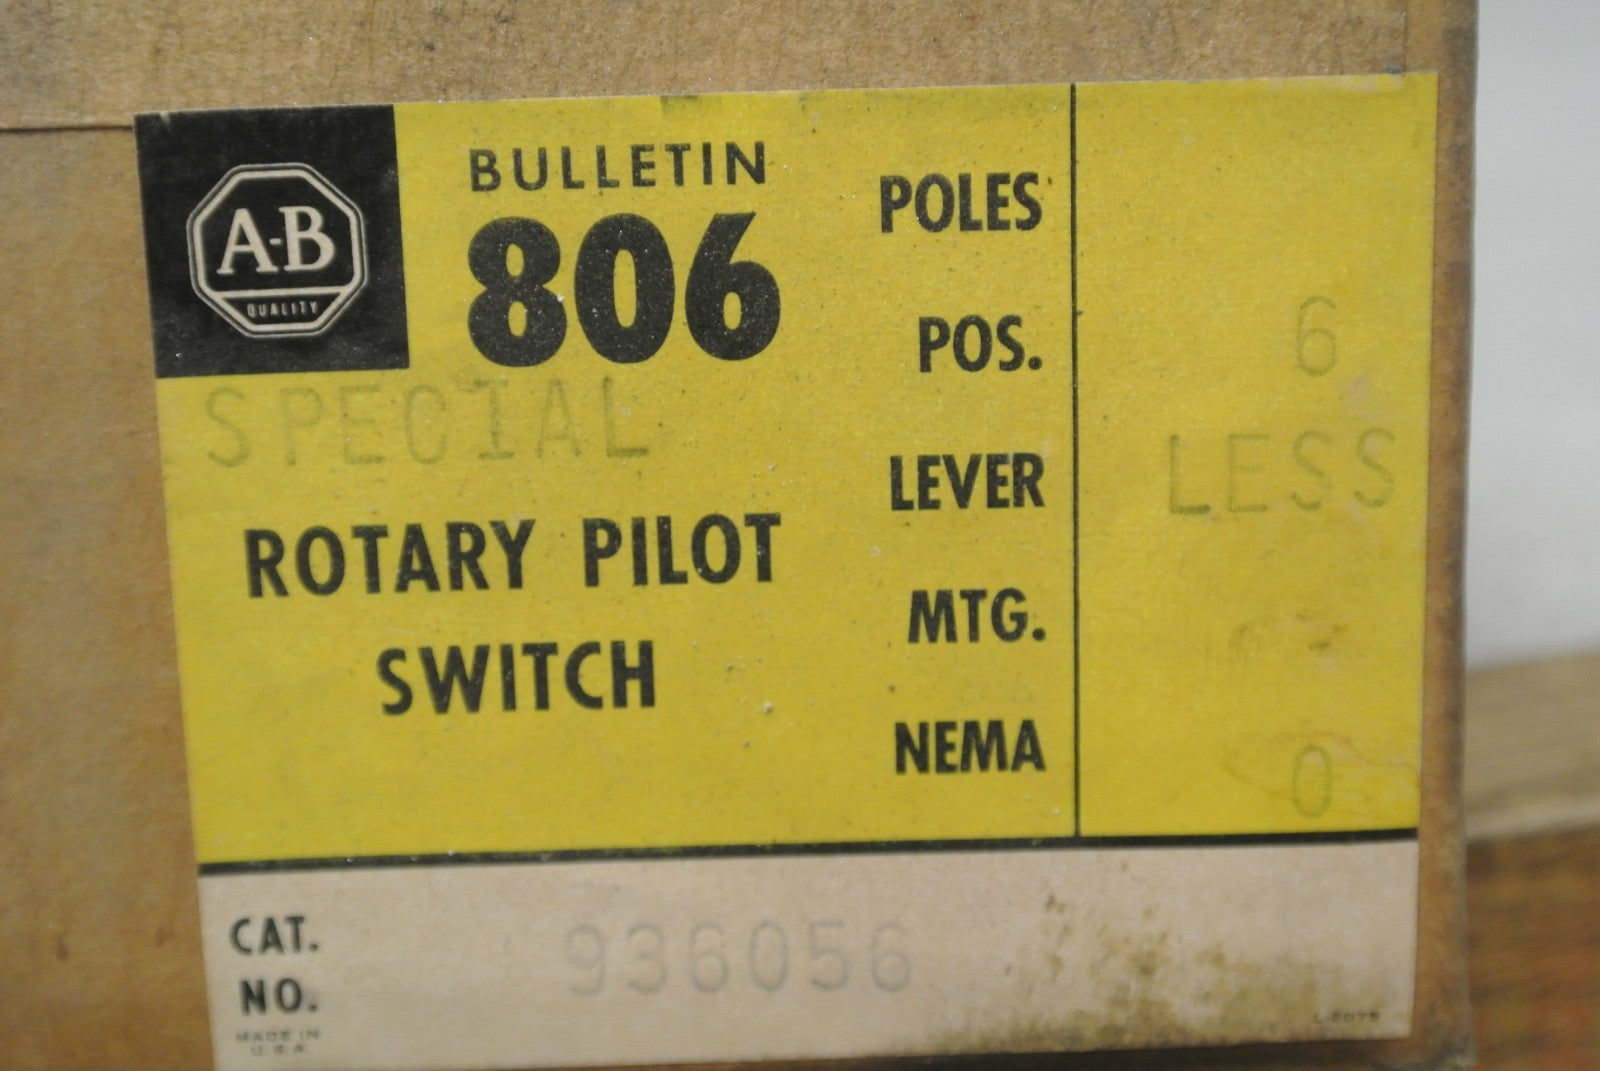 A-B
QUALITY
BULLETIN
806
SPECIAL
ROTARY PILOT
SWITCH
POLES
POS. 6
LEVER LESS
MTG.
NEMA 0
CAT. NO. 936056
MADE IN
U.S.A.